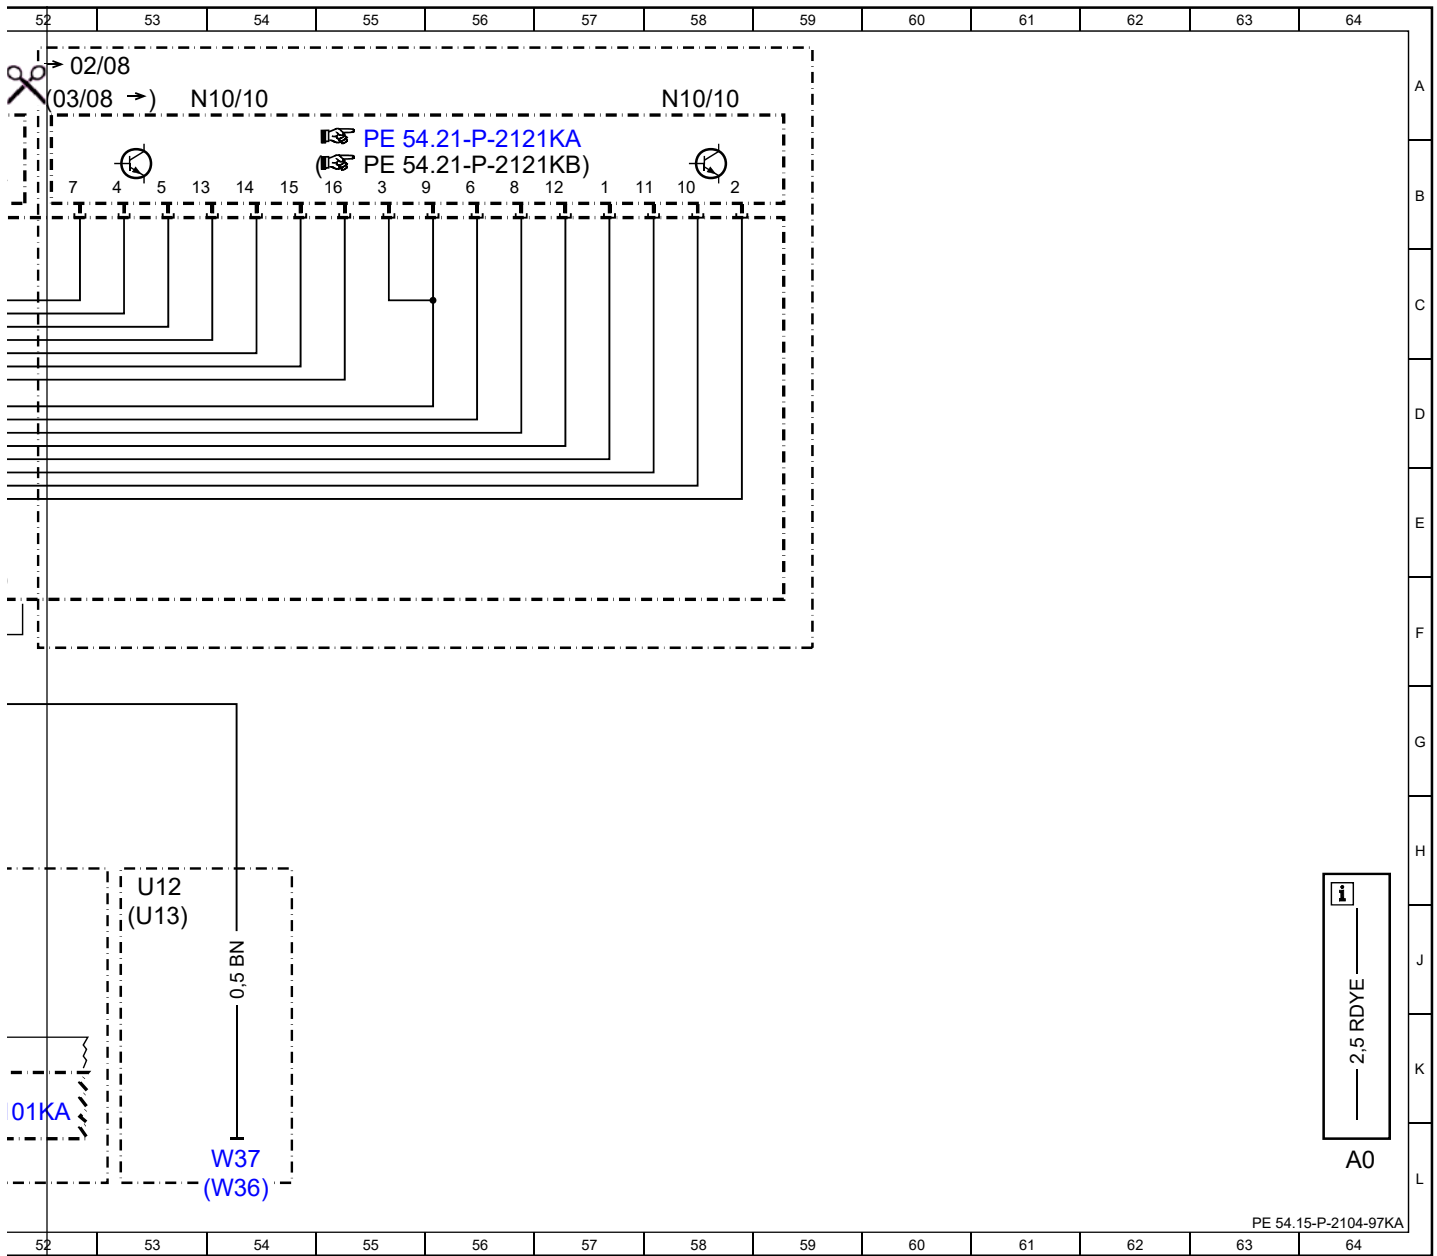 52 53 54 55 56 57 58 59 60 61 62 63 64
→ 02/08
(03/08 →) N10/10 N10/10
A
PE 54.21-P-2121KA
(PE 54.21-P-2121KB)
7 4 5 13 14 15 16 3 9 6 8 12 1 11 10 2
B
C
D
E
F
G
H
U12
(U13)
i
J
0,5 BN
2,5 RDYE
K
01KA
W37
(W36)
A0
L
PE 54.15-P-2104-97KA
52 53 54 55 56 57 58 59 60 61 62 63 64